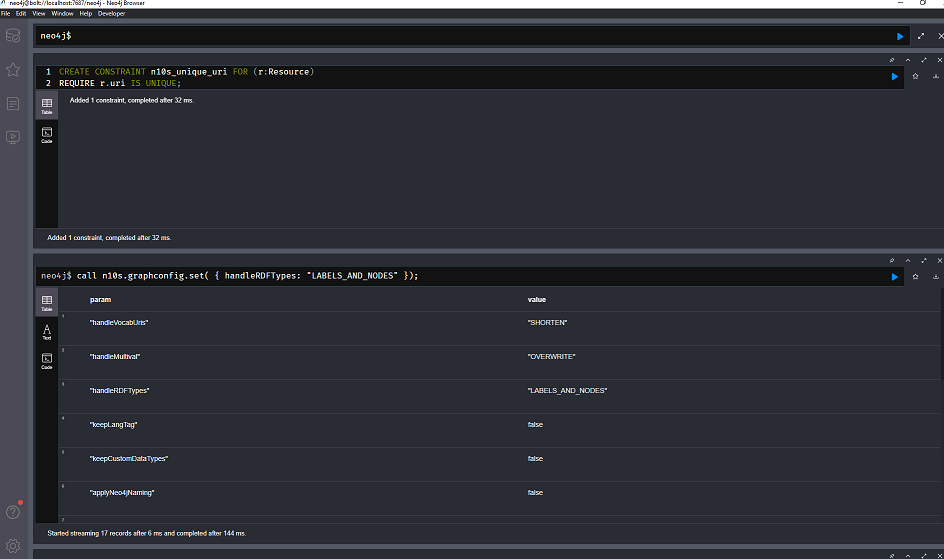 neo4j@bolt://localhost:7687/neo4j - Neo4j Browser
File Edit View Window Help Developer
neo4j$
1 CREATE CONSTRAINT n10s_unique_uri FOR (r:Resource)
2 REQUIRE r.uri IS UNIQUE;
Table
Added 1 constraint, completed after 32 ms.
Code
Added 1 constraint, completed after 32 ms.
neo4j$ call n10s.graphconfig.set( { handleRDFTypes: "LABELS_AND_NODES" });
Table
param value
1 "handleVocabUris" "SHORTEN"
Text
2 "handleMultival" "OVERWRITE"
Code
3 "handleRDFTypes" "LABELS_AND_NODES"
4 "keepLangTag" false
5 "keepCustomDataTypes" false
6 "applyNeo4jNaming" false
7
Started streaming 17 records after 6 ms and completed after 144 ms.